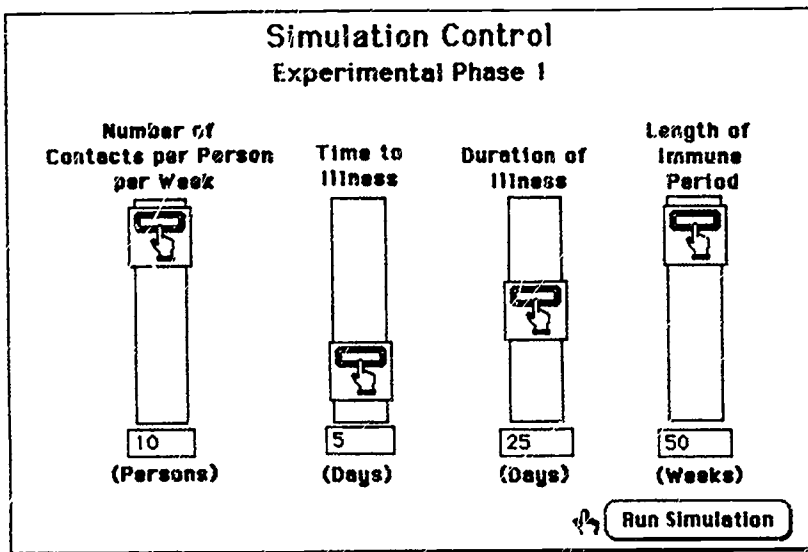 Simulation Control
Experimental Phase 1
Number of
Contacts per Person
per Week
Time to
Illness
Duration of
Illness
Length of
Immune
Period
10
5
25
50
(Persons)
(Days)
(Days)
(Weeks)
Run Simulation